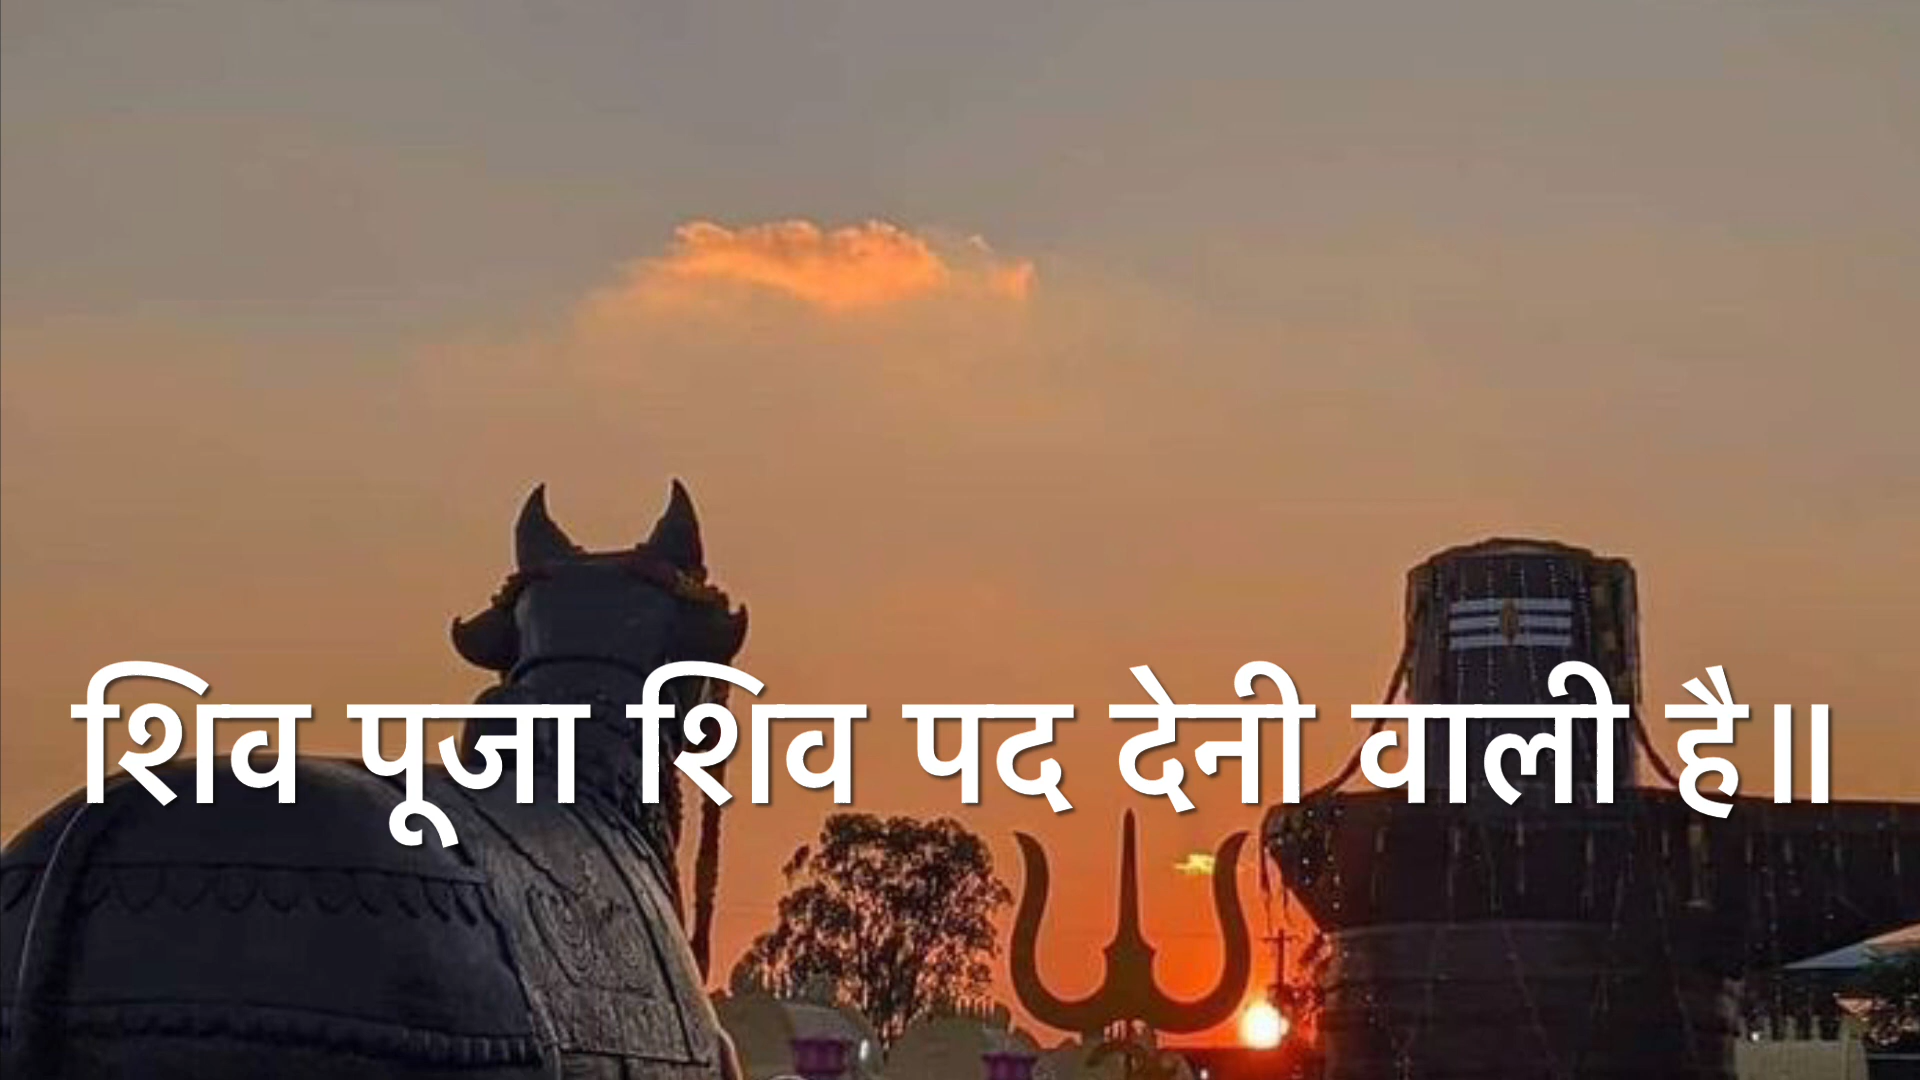 शिव पूजा शिव पद देनी वाली है॥